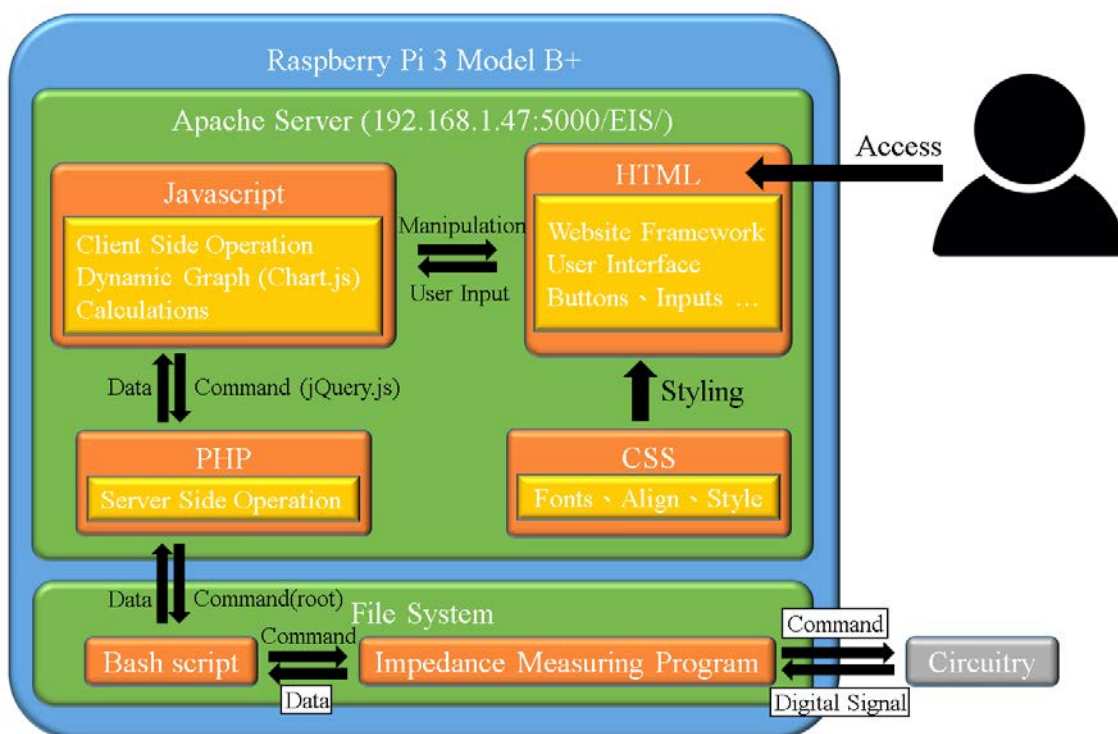 Raspberry Pi 3 Model B+
Apache Server (192.168.1.47:5000/EIS/)
Access
Javascript
Client Side Operation
Dynamic Graph (Chart.js)
Calculations
Manipulation
User Input
HTML
Website Framework
User Interface
Buttons、Inputs ...
Data
Command (jQuery.js)
Styling
PHP
Server Side Operation
CSS
Fonts、Align、Style
Data
Command(root)
File System
Bash script
Command
Data
Impedance Measuring Program
Command
Digital Signal
Circuitry